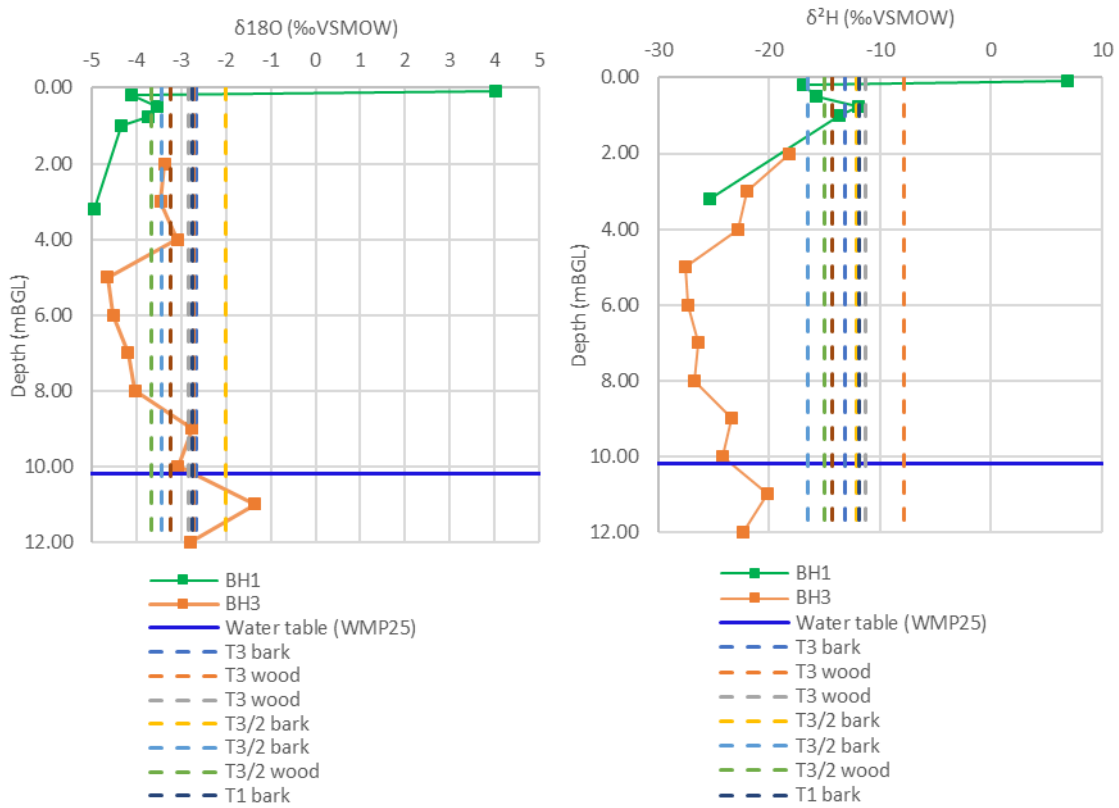 δ18O (‰VSMOW)
-5 -4 -3 -2 -1 0 1 2 3 4 5
0.00
2.00
4.00
6.00
8.00
10.00
12.00
Depth (mBGL)
BH1
BH3
Water table (WMP25)
T3 bark
T3 wood
T3 wood
T3/2 bark
T3/2 bark
T3/2 wood
T1 bark
δ²H (‰VSMOW)
-30 -20 -10 0 10
0.00
2.00
4.00
6.00
8.00
10.00
12.00
Depth (mBGL)
BH1
BH3
Water table (WMP25)
T3 bark
T3 wood
T3 wood
T3/2 bark
T3/2 bark
T3/2 wood
T1 bark